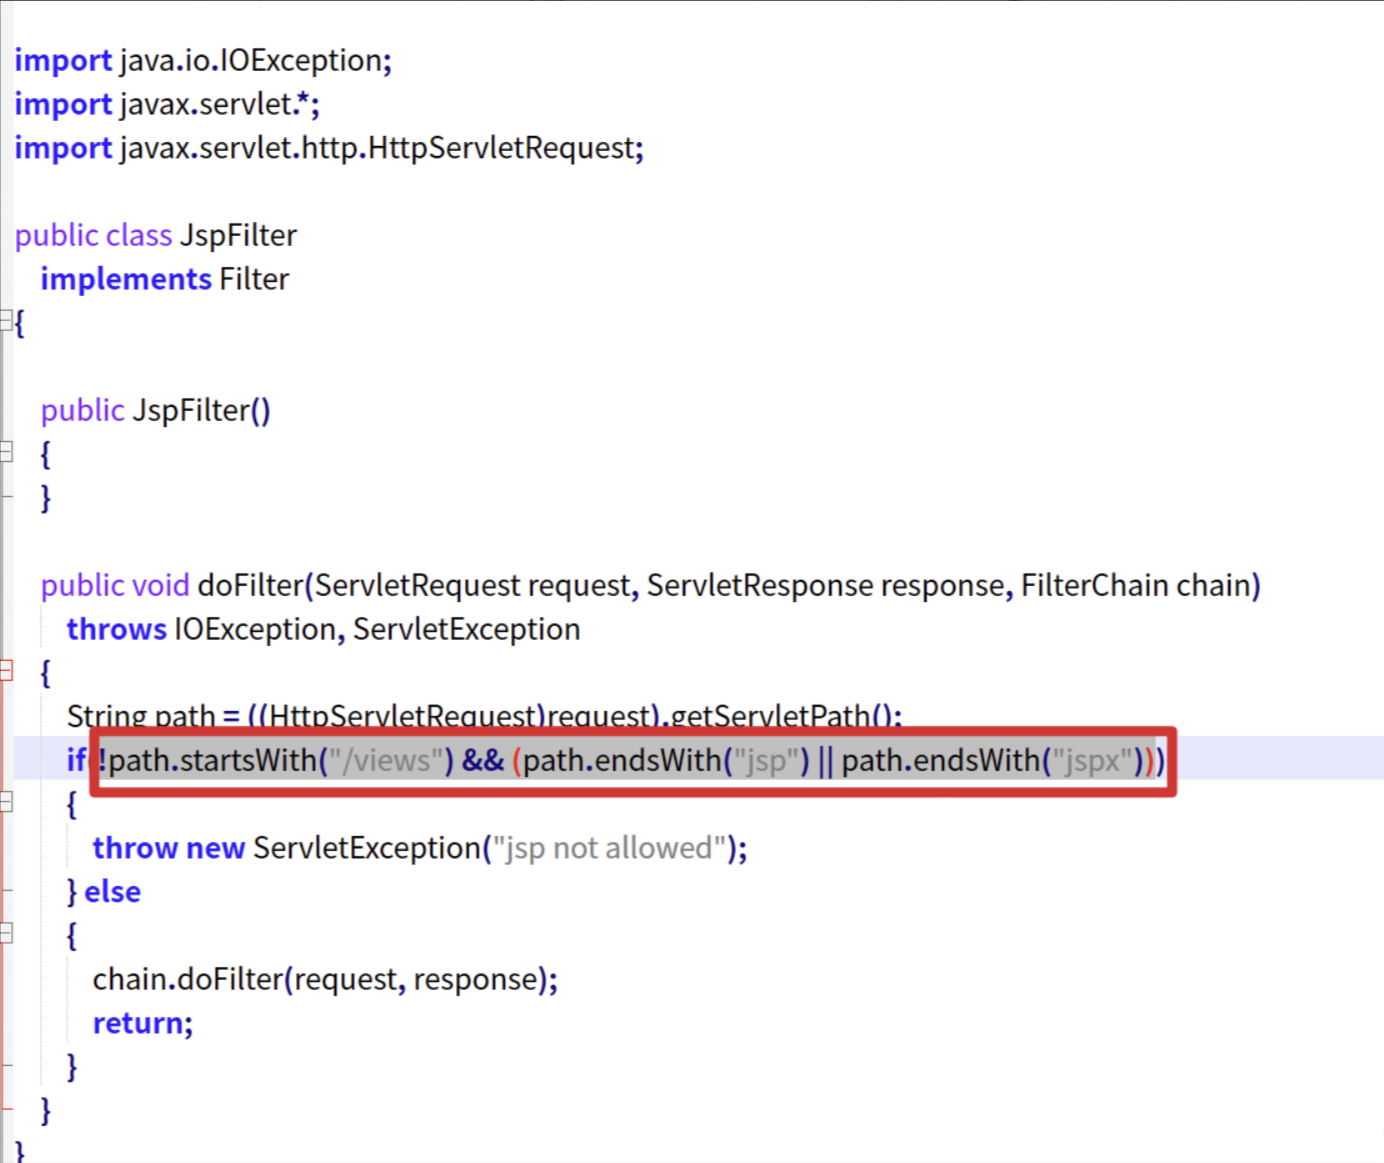 import java.io.IOException;
import javax.servlet.*;
import javax.servlet.http.HttpServletRequest;
public class JspFilter
implements Filter
{
public JspFilter()
{
}
public void doFilter(ServletRequest request, ServletResponse response, FilterChain chain)
throws IOException, ServletException
{
String path = ((HttpServletRequest)request).getServletPath();
if(!path.startsWith("/views") && (path.endsWith("jsp") || path.endsWith("jspx")))
{
throw new ServletException("jsp not allowed");
} else
{
chain.doFilter(request, response);
return;
}
}
}